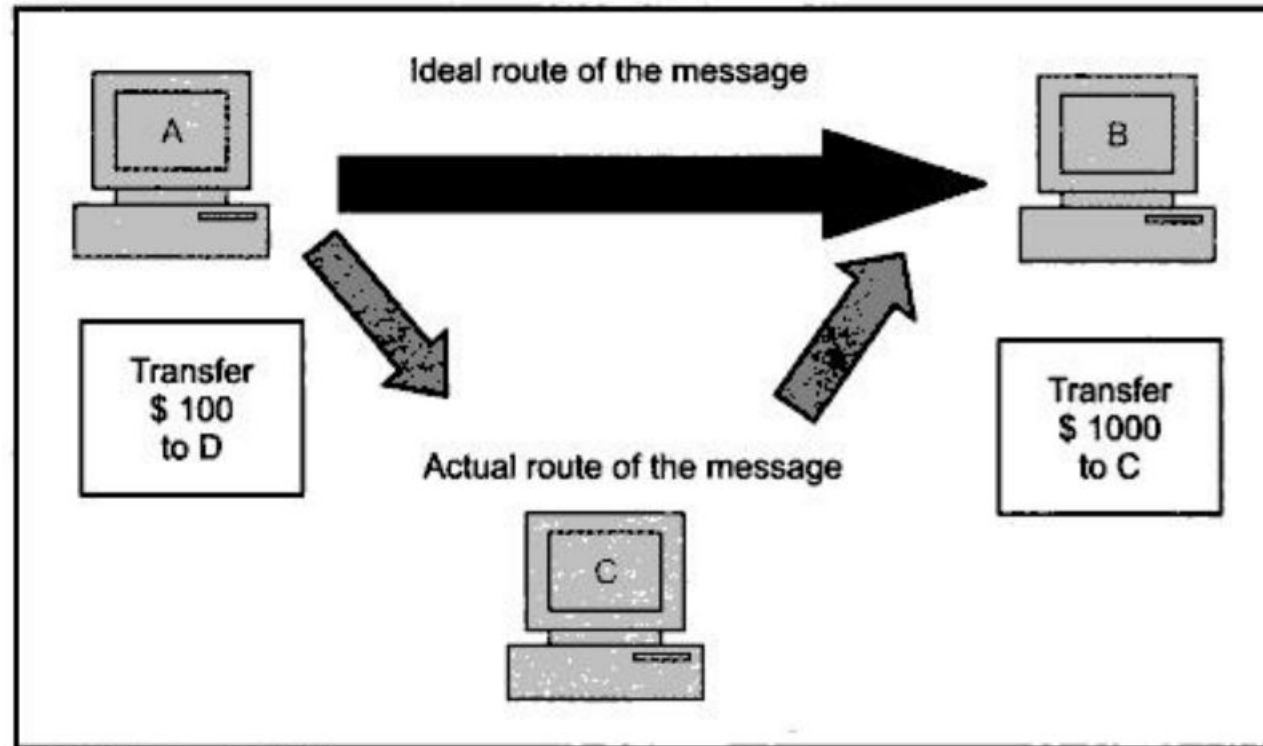 Ideal route of the message
A
B
Transfer
$ 100
to D
Transfer
$ 1000
to C
Actual route of the message
C